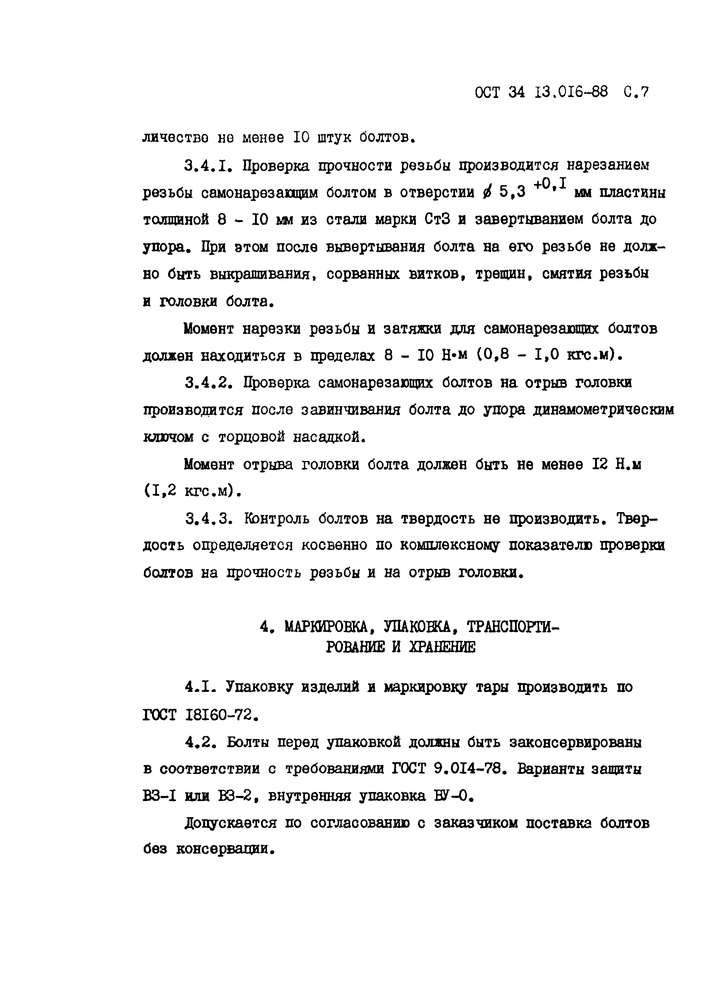 ОСТ 34 13.016-88 С.7
личестве не менее 10 штук болтов.
3.4.1. Проверка прочности резьбы производится нарезанием
резьбы самонарезающим болтом в отверстии ϕ 5,3 +0,1 мм пластины
толщиной 8 - 10 мм из стали марки Ст3 и завертыванием болта до
упора. При этом после вывертывания болта на его резьбе не долж-
но быть выкрашивания, сорванных витков, трещин, смятия резьбы
и головки болта.
Момент нарезки резьбы и затяжки для самонарезающих болтов
должен находиться в пределах 8 - 10 Н·м (0,8 - 1,0 кгс.м).
3.4.2. Проверка самонарезающих болтов на отрыв головки
производится после завинчивания болта до упора динамометрическим
ключом с торцовой насадкой.
Момент отрыва головки болта должен быть не менее 12 Н.м
(1,2 кгс.м).
3.4.3. Контроль болтов на твердость не производить. Твер-
дость определяется косвенно по комплексному показателю проверки
болтов на прочность резьбы и на отрыв головки.
4. МАРКИРОВКА, УПАКОВКА, ТРАНСПОРТИ-
РОВАНИЕ И ХРАНЕНИЕ
4.1. Упаковку изделий и маркировку тары производить по
ГОСТ 18160-72.
4.2. Болты перед упаковкой должны быть законсервированы
в соответствии с требованиями ГОСТ 9.014-78. Варианты защиты
ВЗ-1 или ВЗ-2, внутренняя упаковка ВУ-0.
Допускается по согласованию с заказчиком поставка болтов
без консервации.